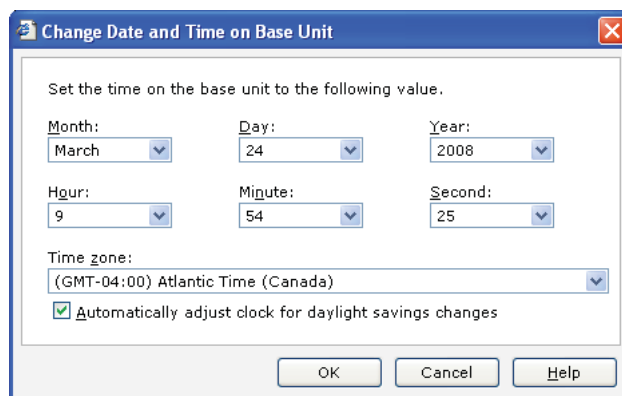 Change Date and Time on Base Unit
Set the time on the base unit to the following value.
Month: Day: Year:
March 24 2008
Hour: Minute: Second:
9 54 25
Time zone:
(GMT-04:00) Atlantic Time (Canada)
Automatically adjust clock for daylight savings changes
OK Cancel Help